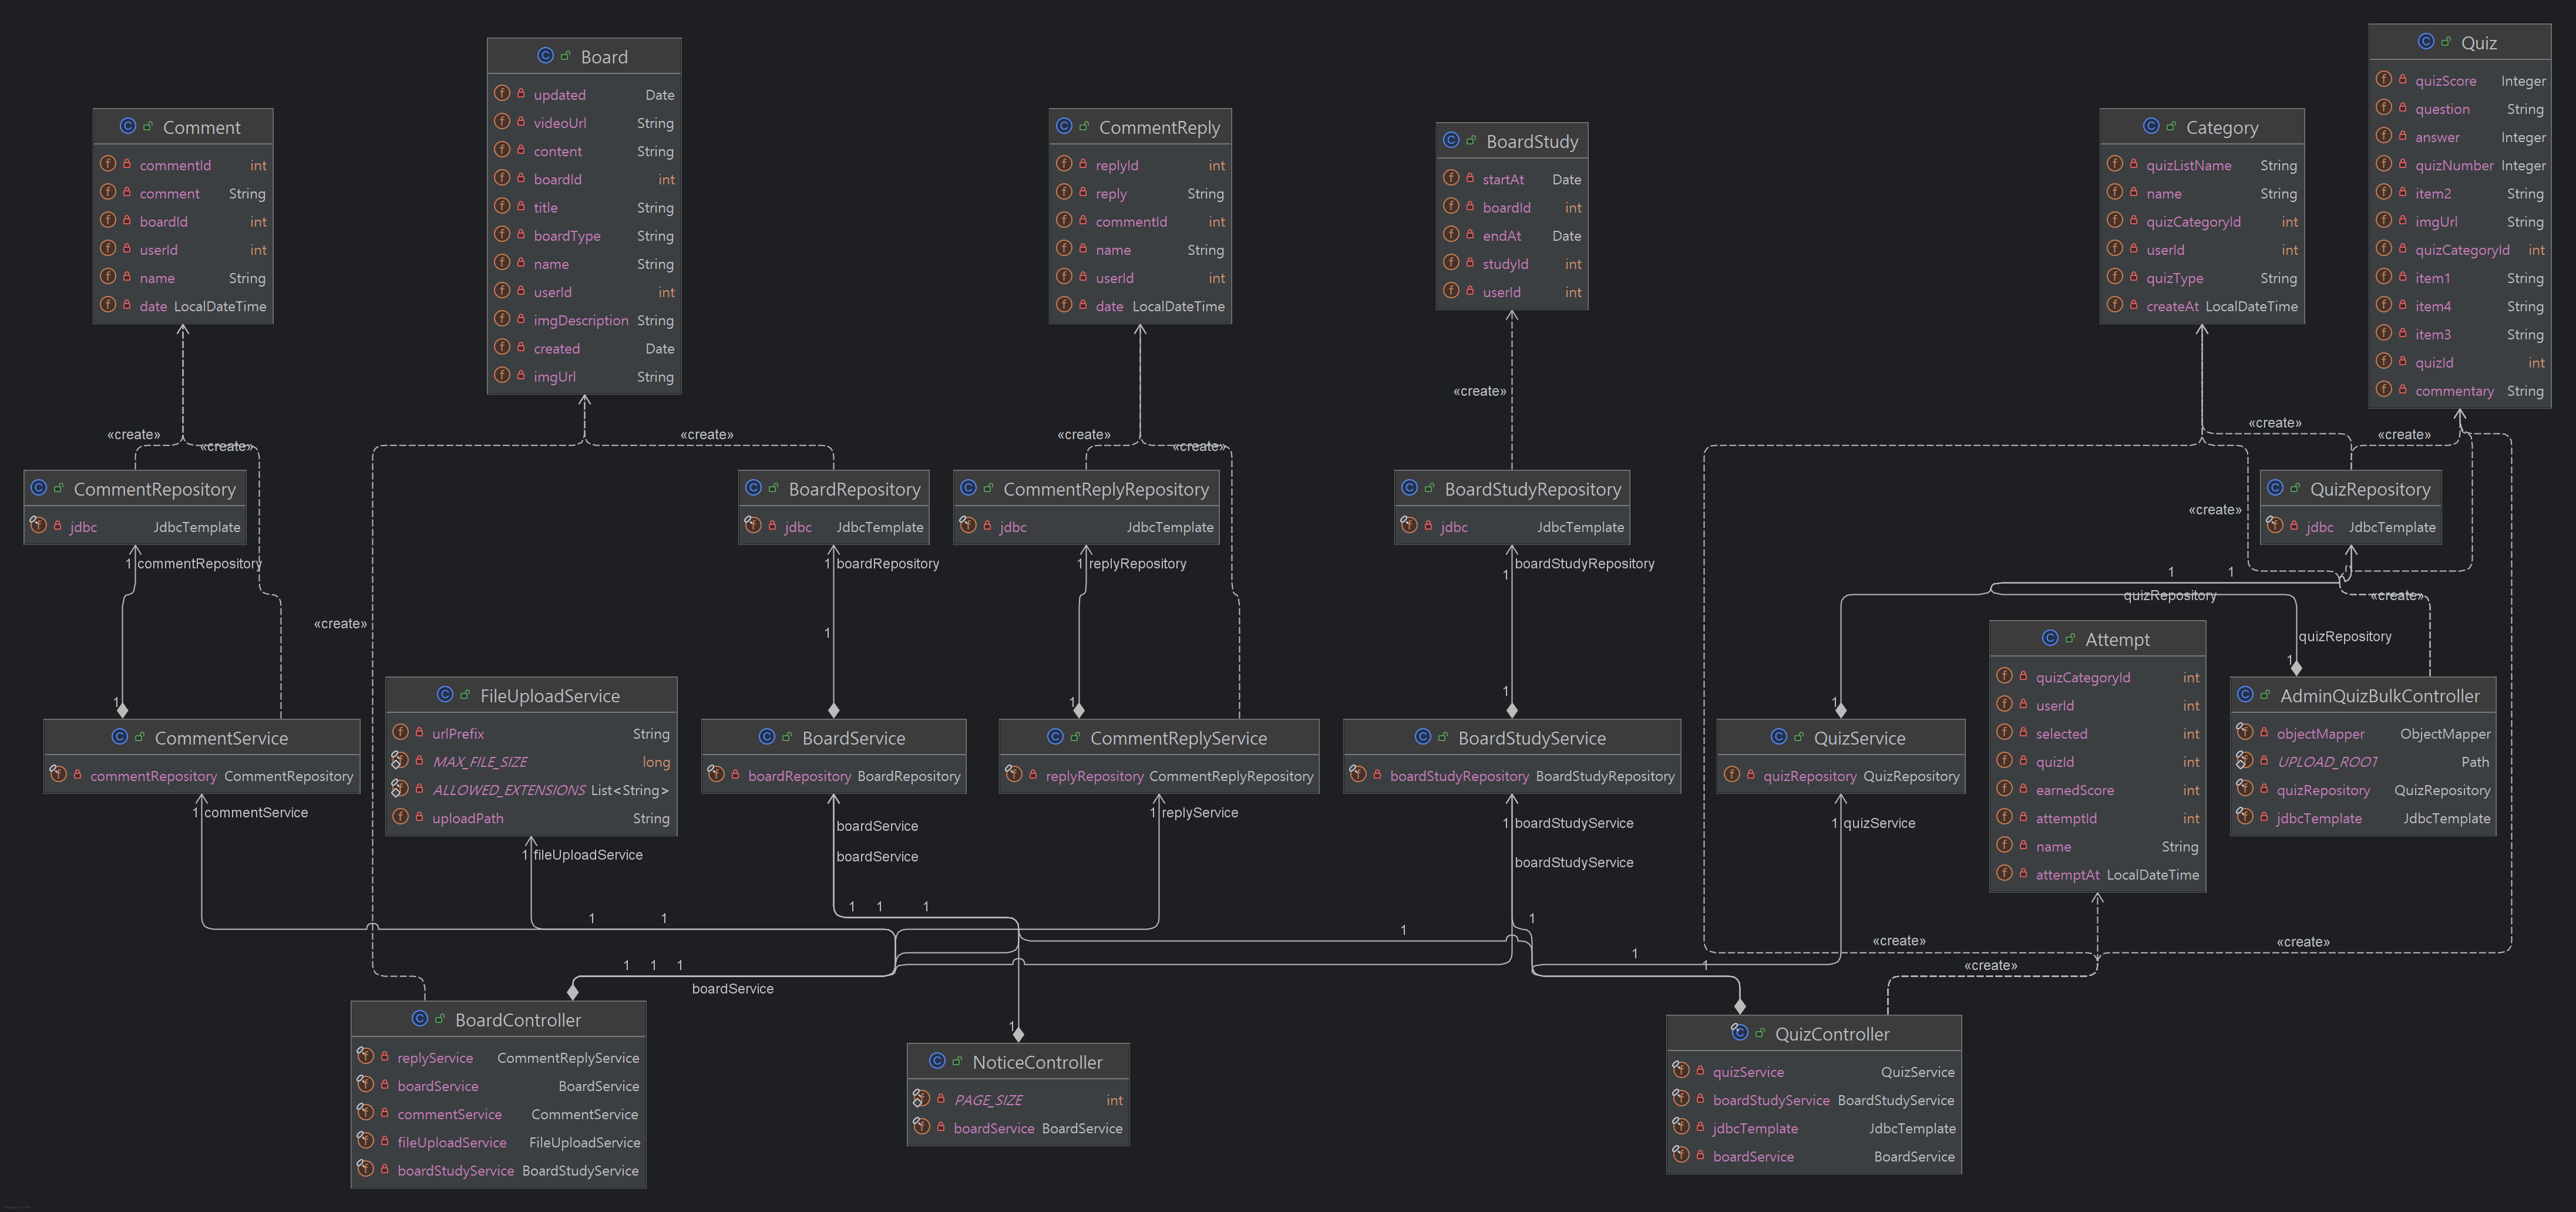 Comment
commentId int
comment String
boardId int
userId int
name String
date LocalDateTime
Board
updated Date
videoUrl String
content String
boardId int
title String
boardType String
name String
userId int
imgDescription String
created Date
imgUrl String
CommentReply
replyId int
reply String
commentId int
name String
userId int
date LocalDateTime
BoardStudy
startAt Date
boardId int
endAt Date
studyId int
userId int
Category
quizListName String
name String
quizCategoryId int
userId int
quizType String
createAt LocalDateTime
Quiz
quizScore Integer
question String
answer Integer
quizNumber Integer
item2 String
imgUrl String
quizCategoryId int
item1 String
item4 String
item3 String
quizId int
commentary String
«create»
«create»
«create»
«create»
«create»
«create»
«create»
«create»
CommentRepository
jdbc JdbcTemplate
BoardRepository
jdbc JdbcTemplate
CommentReplyRepository
jdbc JdbcTemplate
BoardStudyRepository
jdbc JdbcTemplate
QuizRepository
jdbc JdbcTemplate
«create»
1 commentRepository
1 boardRepository
1 replyRepository
1 boardStudyRepository
1 1
quizRepository
«create»
«create»
1
quizRepository
1
1
1
1
1
1
CommentService
commentRepository CommentRepository
FileUploadService
urlPrefix String
MAX_FILE_SIZE long
ALLOWED_EXTENSIONS List<String>
uploadPath String
BoardService
boardRepository BoardRepository
CommentReplyService
replyRepository CommentReplyRepository
BoardStudyService
boardStudyRepository BoardStudyRepository
QuizService
quizRepository QuizRepository
Attempt
quizCategoryId int
userId int
selected int
quizId int
earnedScore int
attemptId int
name String
attemptAt LocalDateTime
AdminQuizBulkController
objectMapper ObjectMapper
UPLOAD_ROOT Path
quizRepository QuizRepository
jdbcTemplate JdbcTemplate
1 commentService
1 fileUploadService
boardService
boardService
1 replyService
1 boardStudyService
boardStudyService
1 quizService
1 1
1 1 1
1
1
1
1
«create»
«create»
«create»
1 1 1
boardService
1
BoardController
replyService CommentReplyService
boardService BoardService
commentService CommentService
fileUploadService FileUploadService
boardStudyService BoardStudyService
NoticeController
PAGE_SIZE int
boardService BoardService
QuizController
quizService QuizService
boardStudyService BoardStudyService
jdbcTemplate JdbcTemplate
boardService BoardService